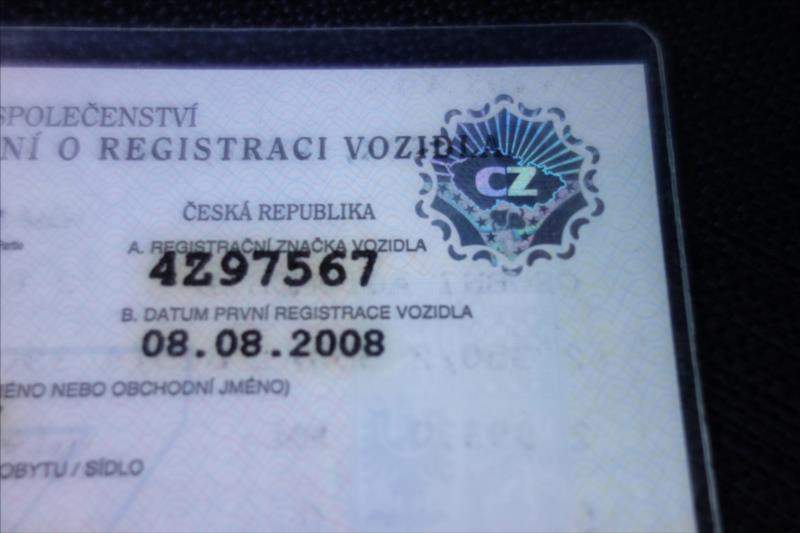 SPOLEČENSTVÍ
NÍ O REGISTRACI VOZIDLA
CZ
ČESKÁ REPUBLIKA
A. REGISTRAČNÍ ZNAČKA VOZIDLA
4Z97567
B. DATUM PRVNÍ REGISTRACE VOZIDLA
08.08.2008
MÉNO NEBO OBCHODNÍ JMÉNO)
OBYTU / SÍDLO